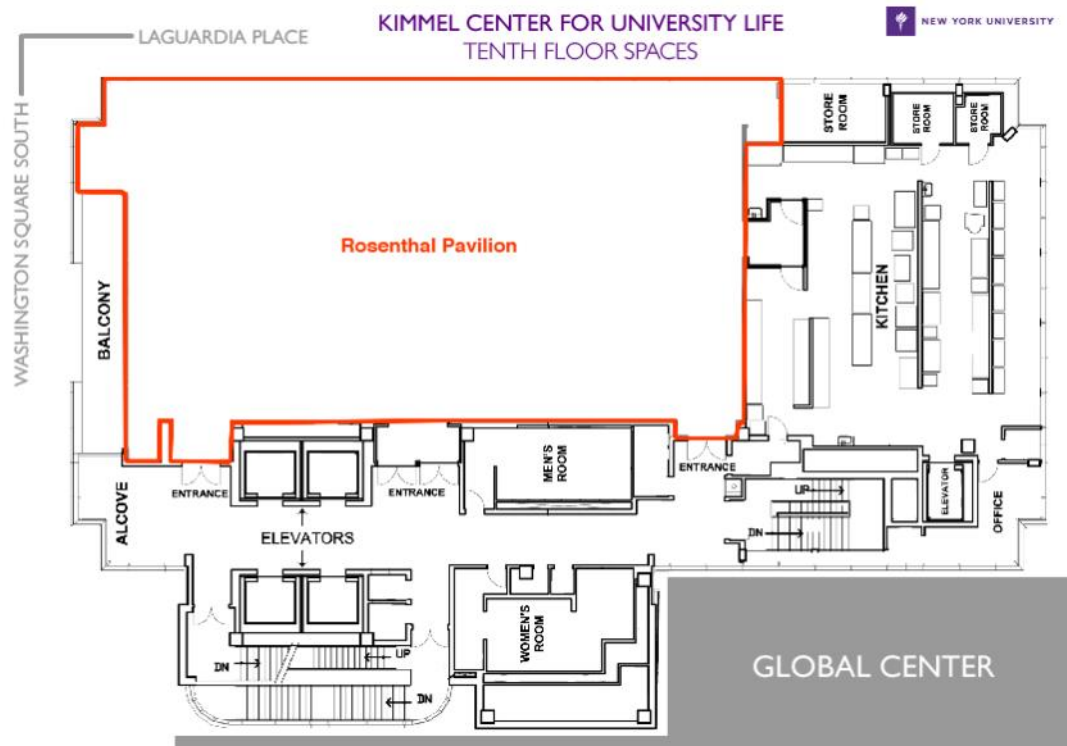 LAGUARDIA PLACE
KIMMEL CENTER FOR UNIVERSITY LIFE
TENTH FLOOR SPACES
NEW YORK UNIVERSITY
WASHINGTON SQUARE SOUTH
STORE
ROOM
STORE
ROOM
STORE
ROOM
Rosenthal Pavilion
BALCONY
KITCHEN
MEN'S
ROOM
ENTRANCE
ENTRANCE
ENTRANCE
ALCOVE
ELEVATORS
UP
DN
ELEVATOR
OFFICE
WOMEN'S
ROOM
DN
UP
DN
GLOBAL CENTER